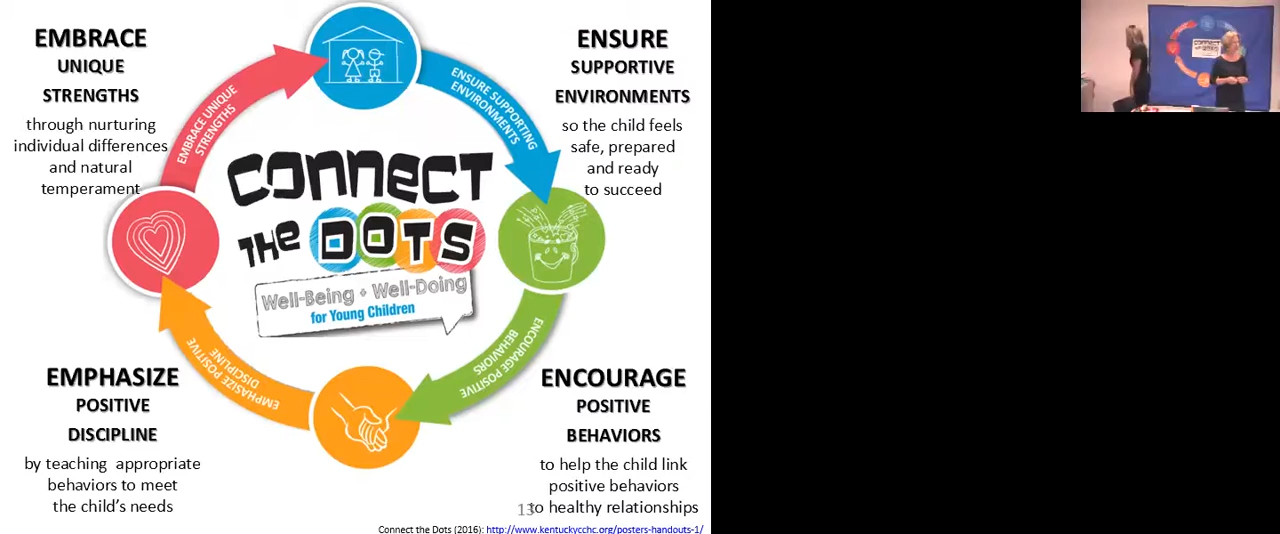 EMBRACE
UNIQUE
STRENGTHS
through nurturing
individual differences
and natural
temperament
ENSURE
SUPPORTIVE
ENVIRONMENTS
so the child feels
safe, prepared
and ready
to succeed
EMBRACE UNIQUE
STRENGTHS
ENSURE SUPPORTING
ENVIRONMENTS
CONNECT
THE DOTS
Well-Being + Well-Doing
for Young Children
EMPHASIZE POSITIVE
DISCIPLINE
ENCOURAGE POSITIVE
BEHAVIORS
EMPHASIZE
POSITIVE
DISCIPLINE
by teaching appropriate
behaviors to meet
the child's needs
ENCOURAGE
POSITIVE
BEHAVIORS
to help the child link
positive behaviors
to healthy relationships
13
Connect the Dots (2016): http://www.kentuckycchc.org/posters-handouts-1/
CONNECT